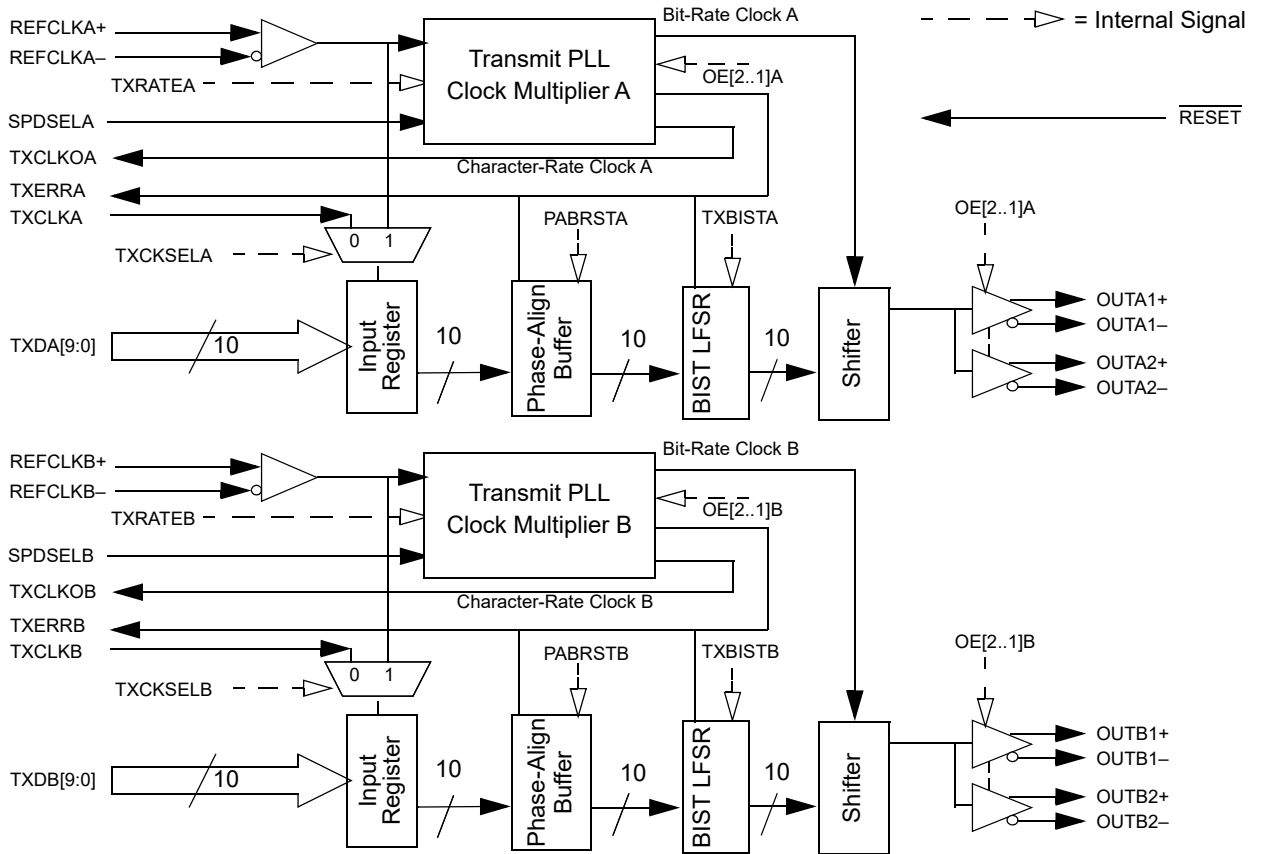 Bit-Rate Clock A
= Internal Signal
REFCLKA+
REFCLKA–
Transmit PLL
Clock Multiplier A
TXRATEA
OE[2..1]A
SPDSELA
RESET
TXCLKOA
Character-Rate Clock A
TXERRA
TXCLKA
PABRSTA
TXBISTA
OE[2..1]A
0 1
TXCKSELA
TXDA[9:0]
10
Input
Register
10
Phase-Align
Buffer
10
BIST LFSR
10
Shifter
OUTA1+
OUTA1–
OUTA2+
OUTA2–
Bit-Rate Clock B
REFCLKB+
REFCLKB–
Transmit PLL
Clock Multiplier B
TXRATEB
OE[2..1]B
SPDSELB
TXCLKOB
Character-Rate Clock B
TXERRB
TXCLKB
PABRSTB
TXBISTB
OE[2..1]B
0 1
TXCKSELB
TXDB[9:0]
10
Input
Register
10
Phase-Align
Buffer
10
BIST LFSR
10
Shifter
OUTB1+
OUTB1–
OUTB2+
OUTB2–